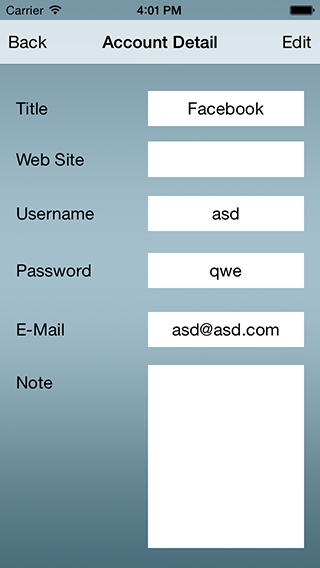 Carrier 4:01 PM
Back Account Detail Edit
Title Facebook
Web Site
Username asd
Password qwe
E-Mail asd@asd.com
Note